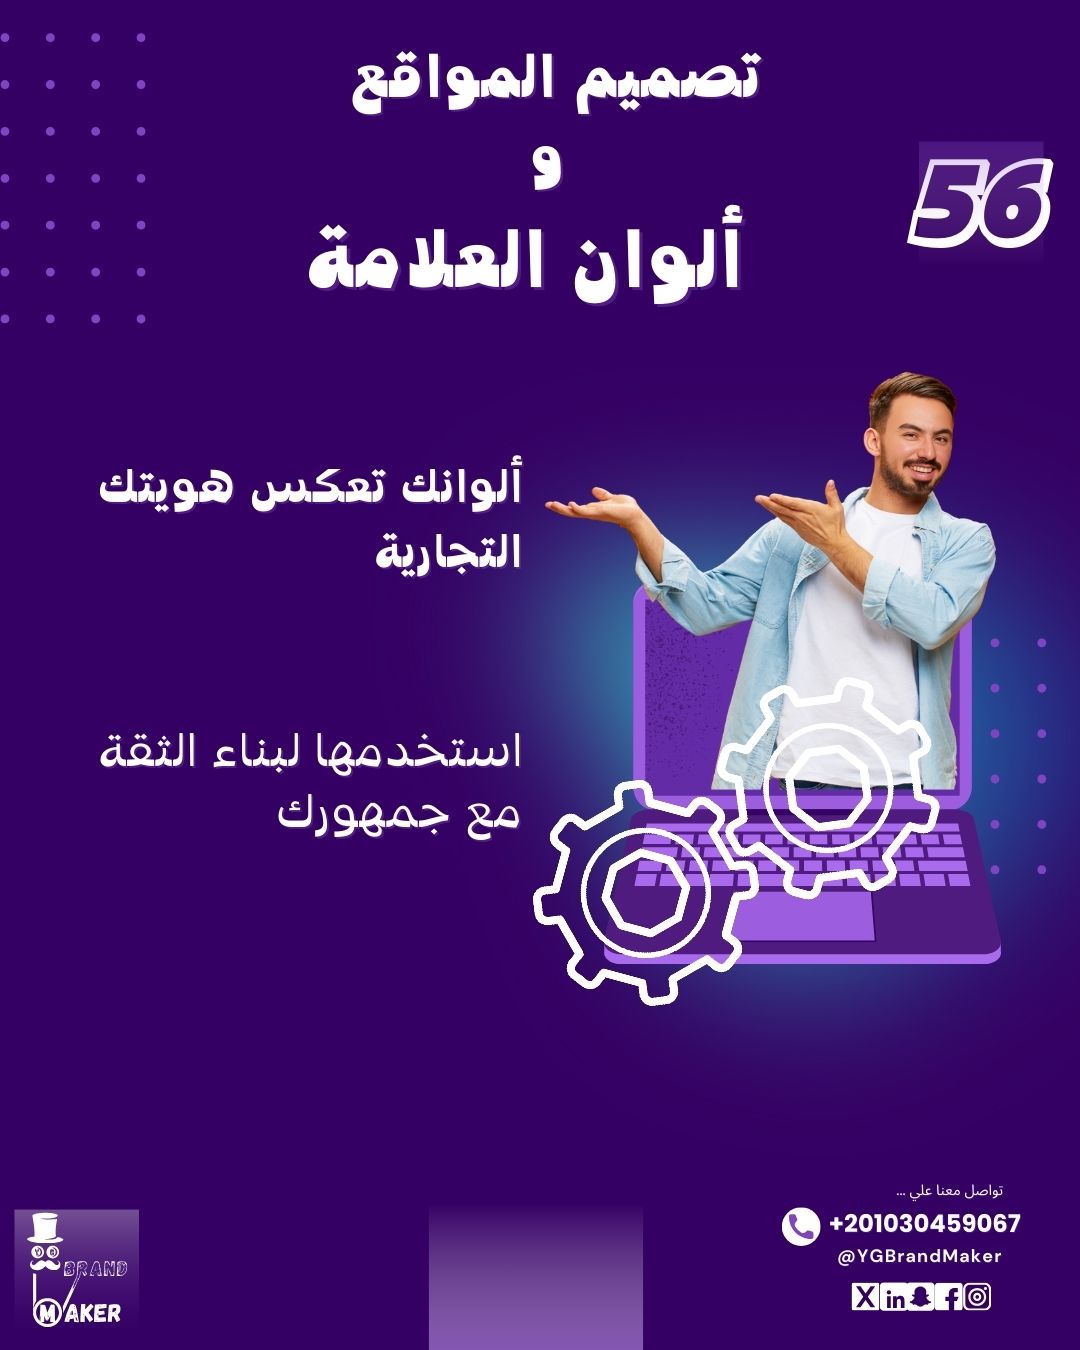 تصميم المواقع
و
ألوان العلامة
56
ألوانك تعكس هويتك
التجارية
استخدمها لبناء الثقة
مع جمهورك
تواصل معنا علي ...
+201030459067
@YGBrandMaker
BRAND
MAKER